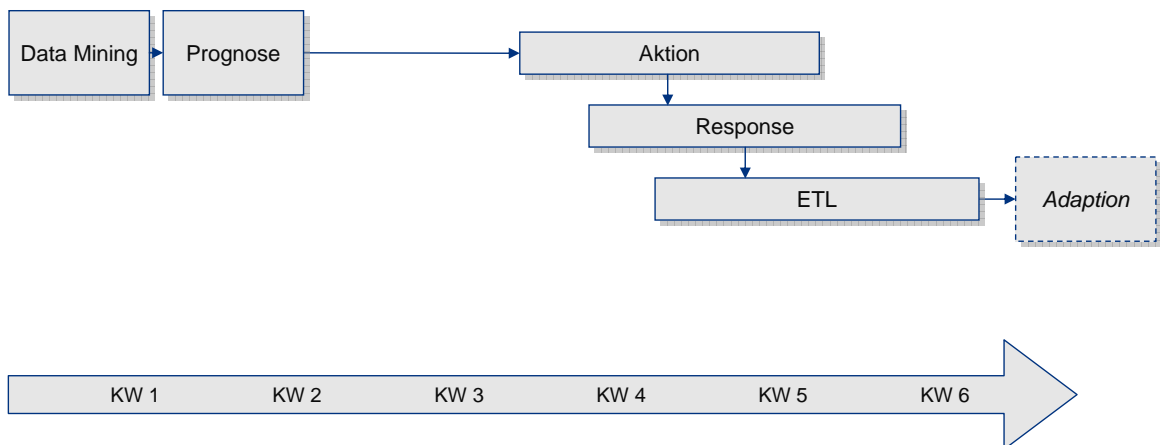 Data Mining
Prognose
Aktion
Response
ETL
Adaption
KW 1
KW 2
KW 3
KW 4
KW 5
KW 6